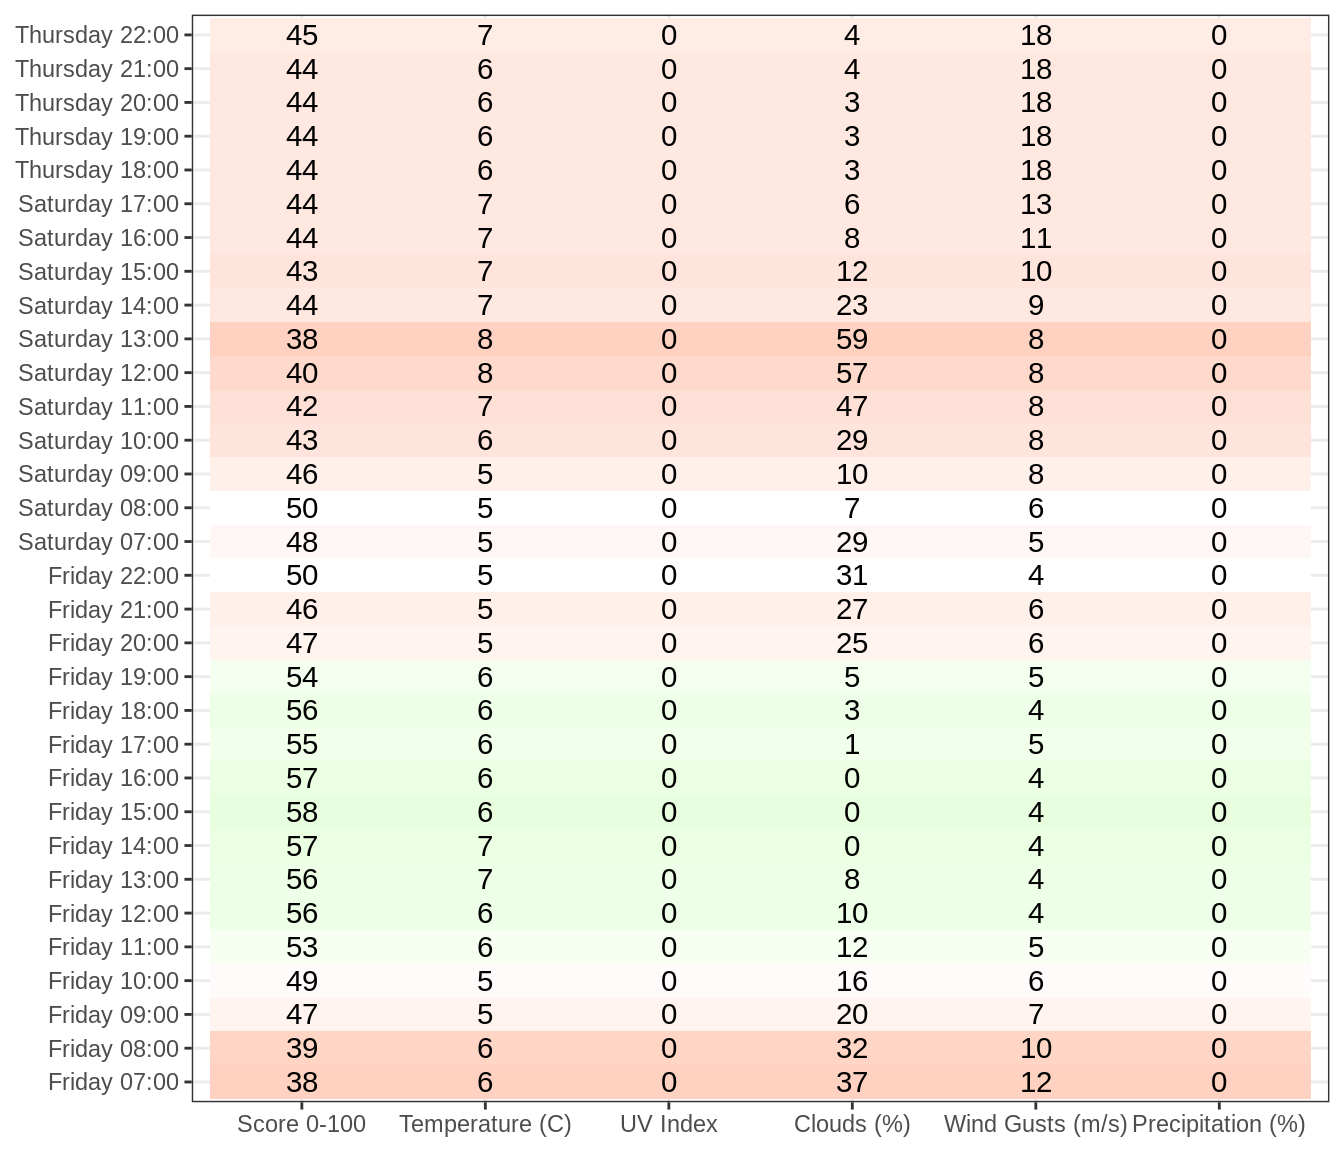 Thursday 22:00 45 7 0 4 18 0
Thursday 21:00 44 6 0 4 18 0
Thursday 20:00 44 6 0 3 18 0
Thursday 19:00 44 6 0 3 18 0
Thursday 18:00 44 6 0 3 18 0
Saturday 17:00 44 7 0 6 13 0
Saturday 16:00 44 7 0 8 11 0
Saturday 15:00 43 7 0 12 10 0
Saturday 14:00 44 7 0 23 9 0
Saturday 13:00 38 8 0 59 8 0
Saturday 12:00 40 8 0 57 8 0
Saturday 11:00 42 7 0 47 8 0
Saturday 10:00 43 6 0 29 8 0
Saturday 09:00 46 5 0 10 8 0
Saturday 08:00 50 5 0 7 6 0
Saturday 07:00 48 5 0 29 5 0
Friday 22:00 50 5 0 31 4 0
Friday 21:00 46 5 0 27 6 0
Friday 20:00 47 5 0 25 6 0
Friday 19:00 54 6 0 5 5 0
Friday 18:00 56 6 0 3 4 0
Friday 17:00 55 6 0 1 5 0
Friday 16:00 57 6 0 0 4 0
Friday 15:00 58 6 0 0 4 0
Friday 14:00 57 7 0 0 4 0
Friday 13:00 56 7 0 8 4 0
Friday 12:00 56 6 0 10 4 0
Friday 11:00 53 6 0 12 5 0
Friday 10:00 49 5 0 16 6 0
Friday 09:00 47 5 0 20 7 0
Friday 08:00 39 6 0 32 10 0
Friday 07:00 38 6 0 37 12 0
Score 0-100 Temperature (C) UV Index Clouds (%) Wind Gusts (m/s) Precipitation (%)